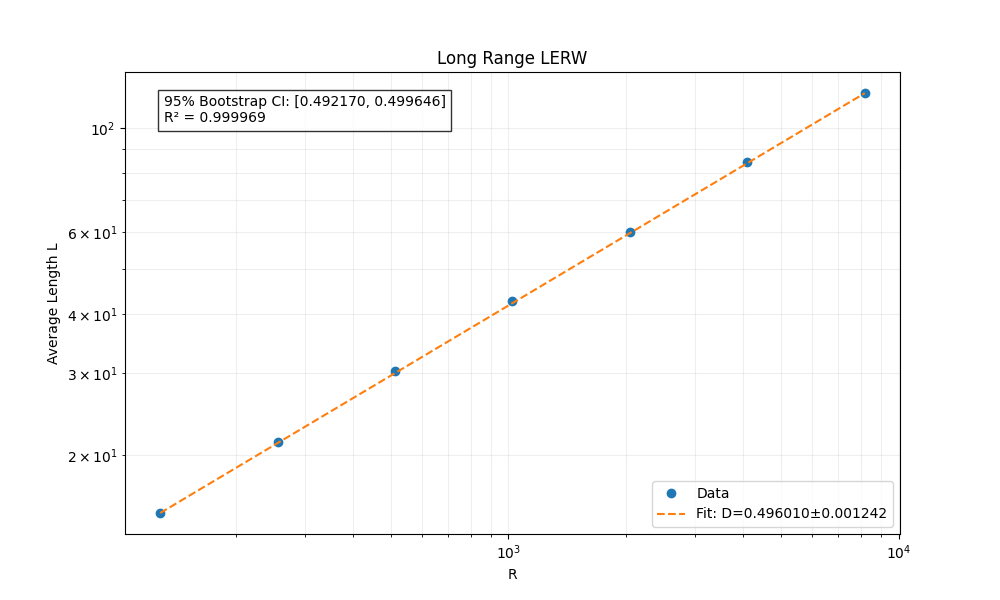 Long Range LERW
95% Bootstrap CI: [0.492170, 0.499646]
R² = 0.999969
Average Length L
10²
6 × 10¹
4 × 10¹
3 × 10¹
2 × 10¹
Data
Fit: D=0.496010±0.001242
10³
10⁴
R